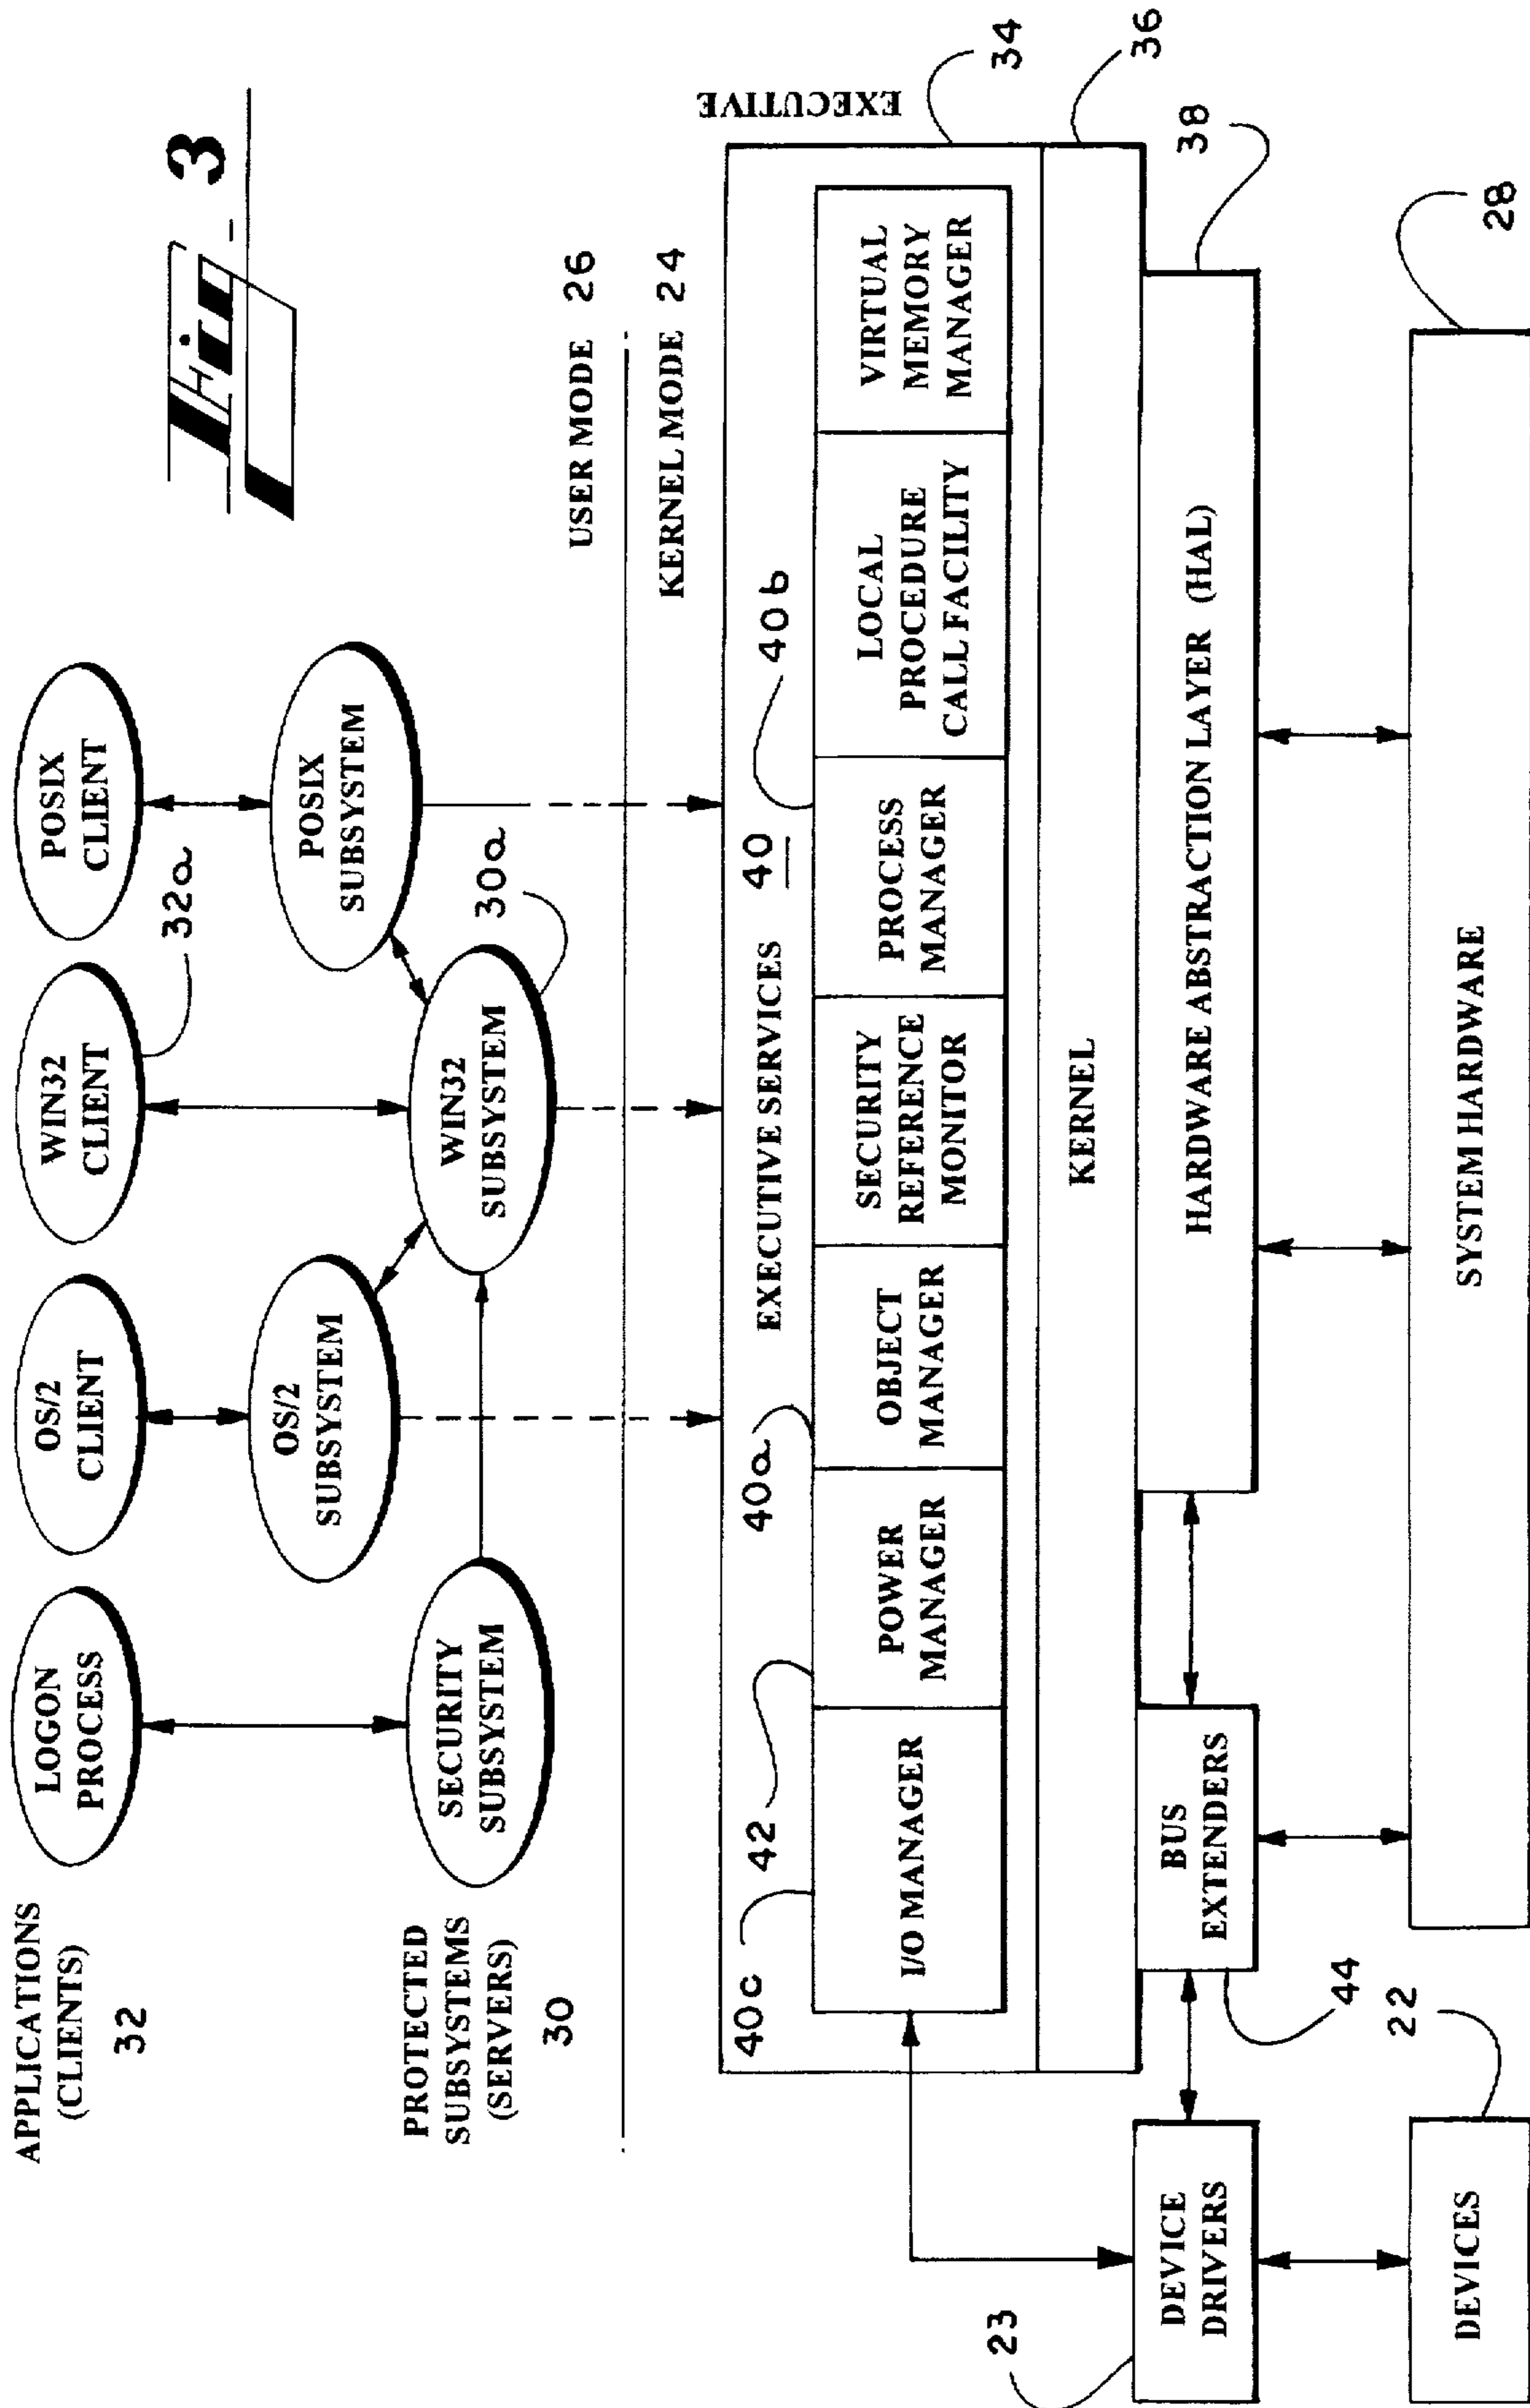 Fig. 3
APPLICATIONS
(CLIENTS)
32
LOGON
PROCESS
OS/2
CLIENT
WIN32
CLIENT
32a
POSIX
CLIENT
PROTECTED
SUBSYSTEMS
(SERVERS)
30
SECURITY
SUBSYSTEM
OS/2
SUBSYSTEM
WIN32
SUBSYSTEM
30a
POSIX
SUBSYSTEM
USER MODE 26
KERNEL MODE 24
EXECUTIVE
34
EXECUTIVE SERVICES 40
40c
42
40a
40b
I/O MANAGER
POWER
MANAGER
OBJECT
MANAGER
SECURITY
REFERENCE
MONITOR
PROCESS
MANAGER
LOCAL
PROCEDURE
CALL FACILITY
VIRTUAL
MEMORY
MANAGER
KERNEL
36
23
DEVICE
DRIVERS
BUS
EXTENDERS
44
HARDWARE ABSTRACTION LAYER (HAL)
38
DEVICES
22
SYSTEM HARDWARE
28